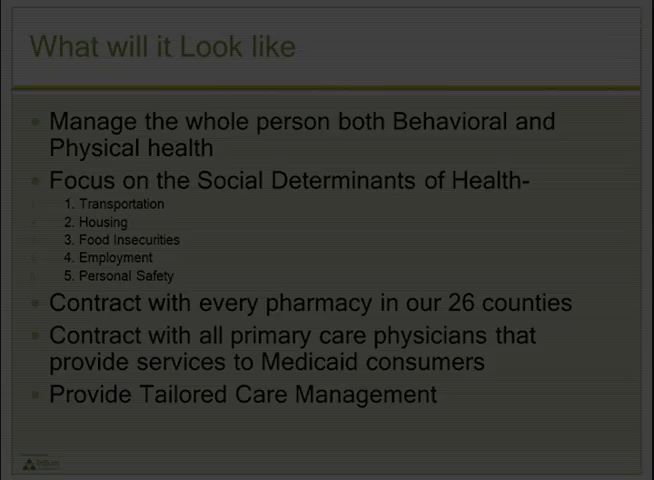 What will it Look like
• Manage the whole person both Behavioral and
Physical health
• Focus on the Social Determinants of Health-
1. Transportation
2. Housing
3. Food Insecurities
4. Employment
5. Personal Safety
• Contract with every pharmacy in our 26 counties
• Contract with all primary care physicians that
provide services to Medicaid consumers
• Provide Tailored Care Management